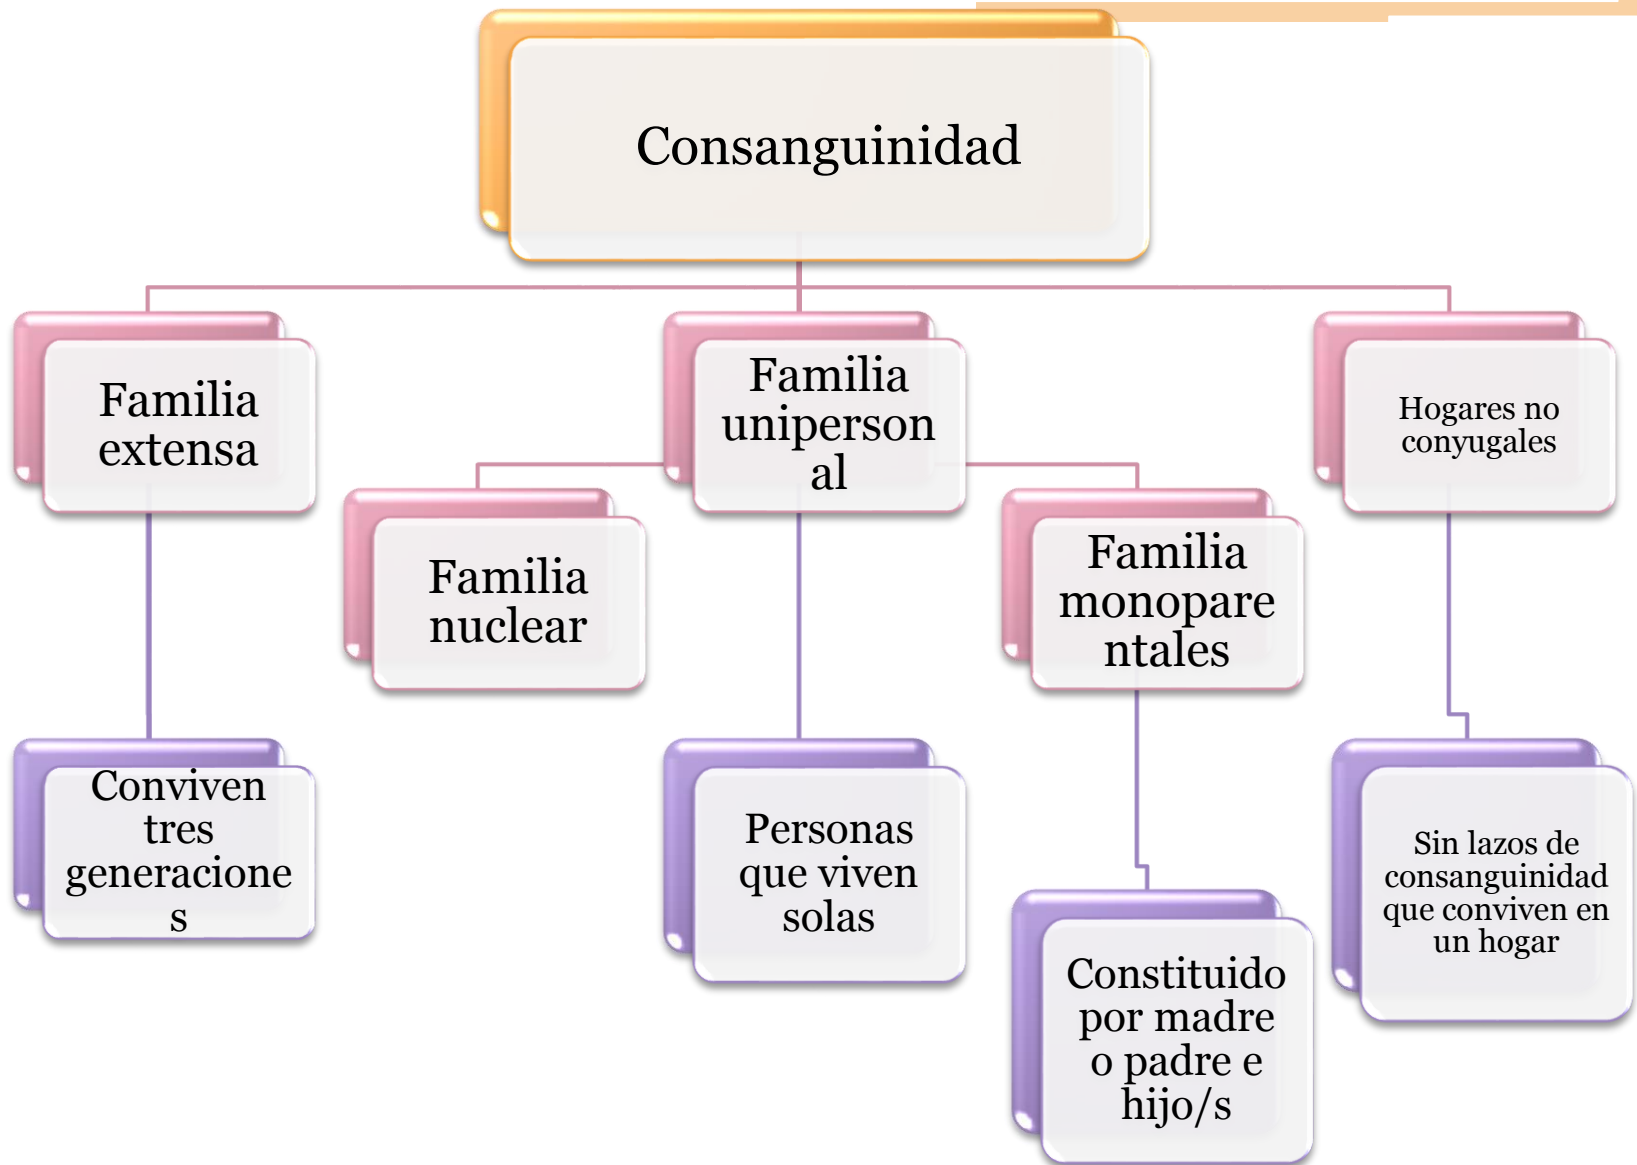 Consanguinidad
Familia
extensa
Familia
uniperson
al
Hogares no
conyugales
Familia
nuclear
Familia
monopare
ntales
Conviven
tres
generacione
s
Personas
que viven
solas
Constituido
por madre
o padre e
hijo/s
Sin lazos de
consanguinidad
que conviven en
un hogar